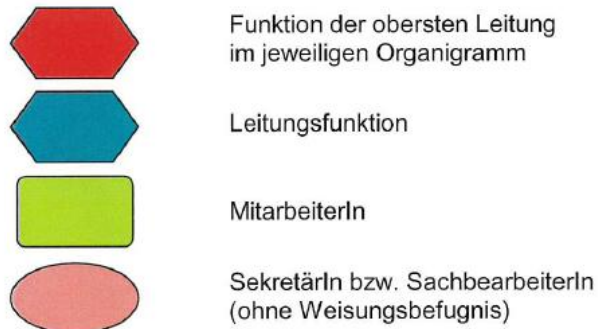 Funktion der obersten Leitung
im jeweiligen Organigramm
Leitungsfunktion
MitarbeiterIn
SekretärIn bzw. SachbearbeiterIn
(ohne Weisungsbefugnis)